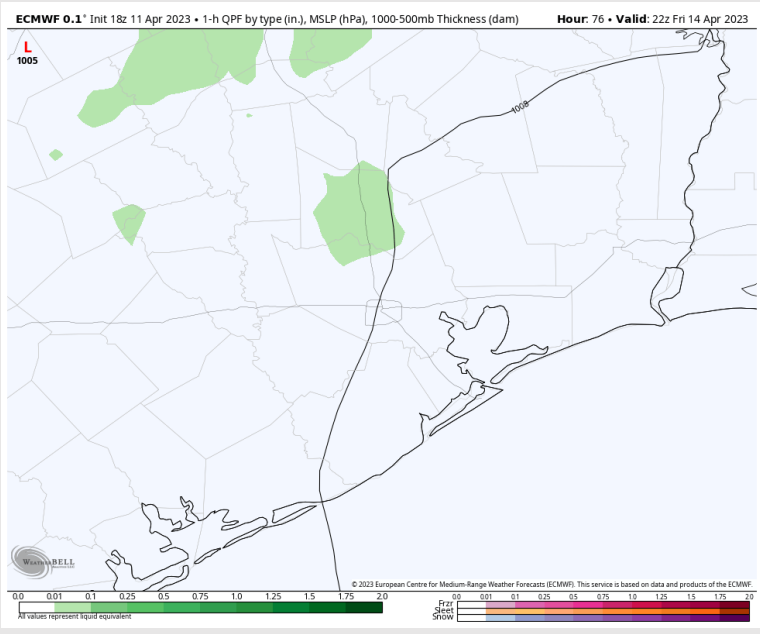 ECMWF 0.1° Init 18z 11 Apr 2023 • 1-h QPF by type (in.), MSLP (hPa), 1000-500mb Thickness (dam) Hour: 76 • Valid: 22z Fri 14 Apr 2023
L
1005
1008
WeatherBELL
© 2023 European Centre for Medium-Range Weather Forecasts (ECMWF). This service is based on data and products of the ECMWF.
0.0 0.01 0.1 0.25 0.5 0.75 1.0 1.25 1.5 1.75 2.0
All values represent liquid equivalent
0.0 0.01 0.1 0.25 0.5 0.75 1.0 1.25 1.5 1.75 2.0
Frzr
Sleet
Snow